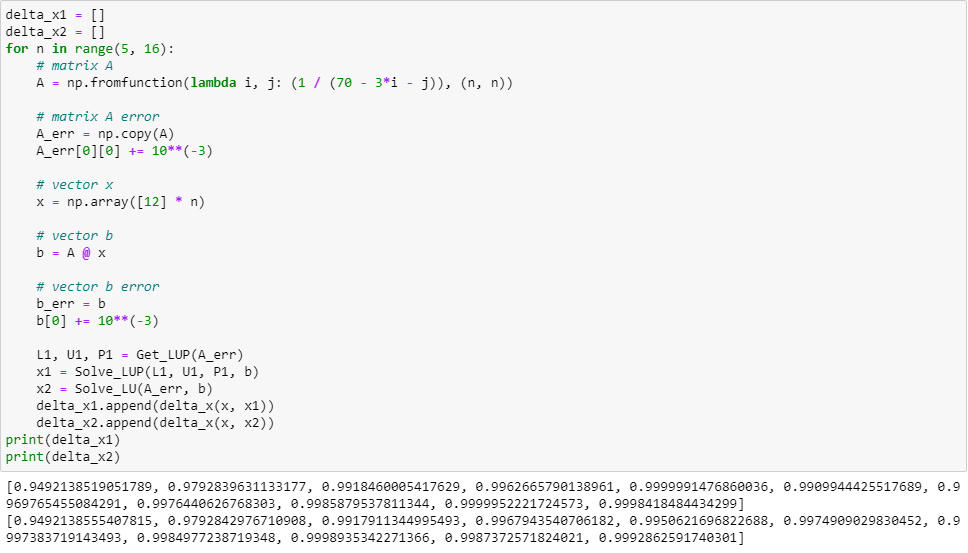 delta_x1 = []
delta_x2 = []
for n in range(5, 16):
    # matrix A
    A = np.fromfunction(lambda i, j: (1 / (70 - 3*i - j)), (n, n))

    # matrix A error
    A_err = np.copy(A)
    A_err[0][0] += 10**(-3)

    # vector x
    x = np.array([12] * n)

    # vector b
    b = A @ x

    # vector b error
    b_err = b
    b[0] += 10**(-3)

    L1, U1, P1 = Get_LUP(A_err)
    x1 = Solve_LUP(L1, U1, P1, b)
    x2 = Solve_LU(A_err, b)
    delta_x1.append(delta_x(x, x1))
    delta_x2.append(delta_x(x, x2))
print(delta_x1)
print(delta_x2)
[0.9492138519051789, 0.9792839631133177, 0.9918460005417629, 0.9962665790138961, 0.9999991476860036, 0.9909944425517689, 0.9
969765455084291, 0.9976440626768303, 0.9985879537811344, 0.9999952221724573, 0.9998418484434299]
[0.9492138555407815, 0.9792842976710908, 0.9917911344995493, 0.9967943540706182, 0.9950621696822688, 0.9974909029830452, 0.9
997383719143493, 0.9984977238719348, 0.9998935342271366, 0.9987372571824021, 0.9992862591740301]